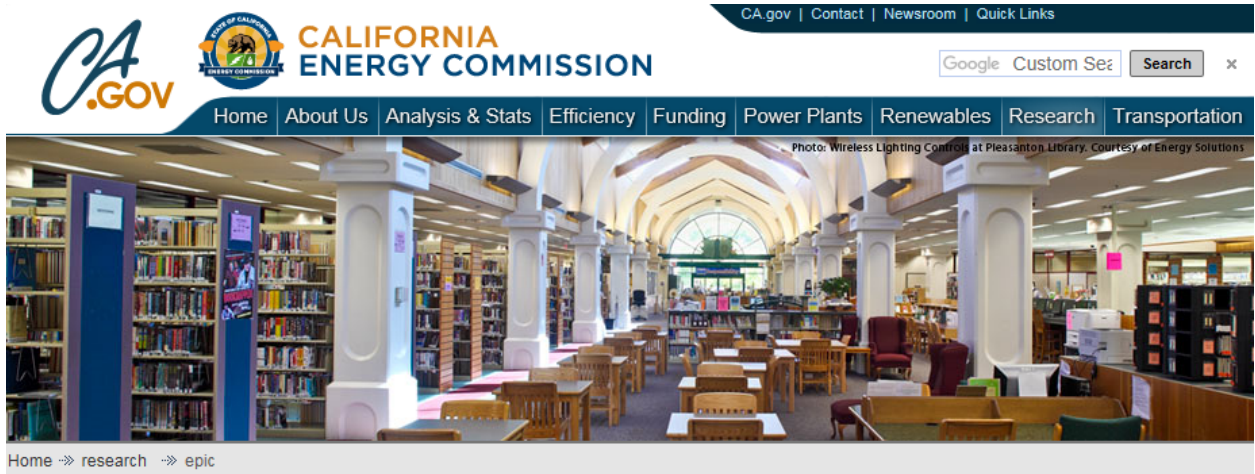 CA.gov | Contact | Newsroom | Quick Links
CA
.GOV
STATE OF CALIFORNIA
ENERGY COMMISSION
CALIFORNIA
ENERGY COMMISSION
Google Custom Sea
Search
×
Home About Us Analysis & Stats Efficiency Funding Power Plants Renewables Research Transportation
Photo: Wireless Lighting Controls at Pleasanton Library. Courtesy of Energy Solutions
Home ··» research ··» epic